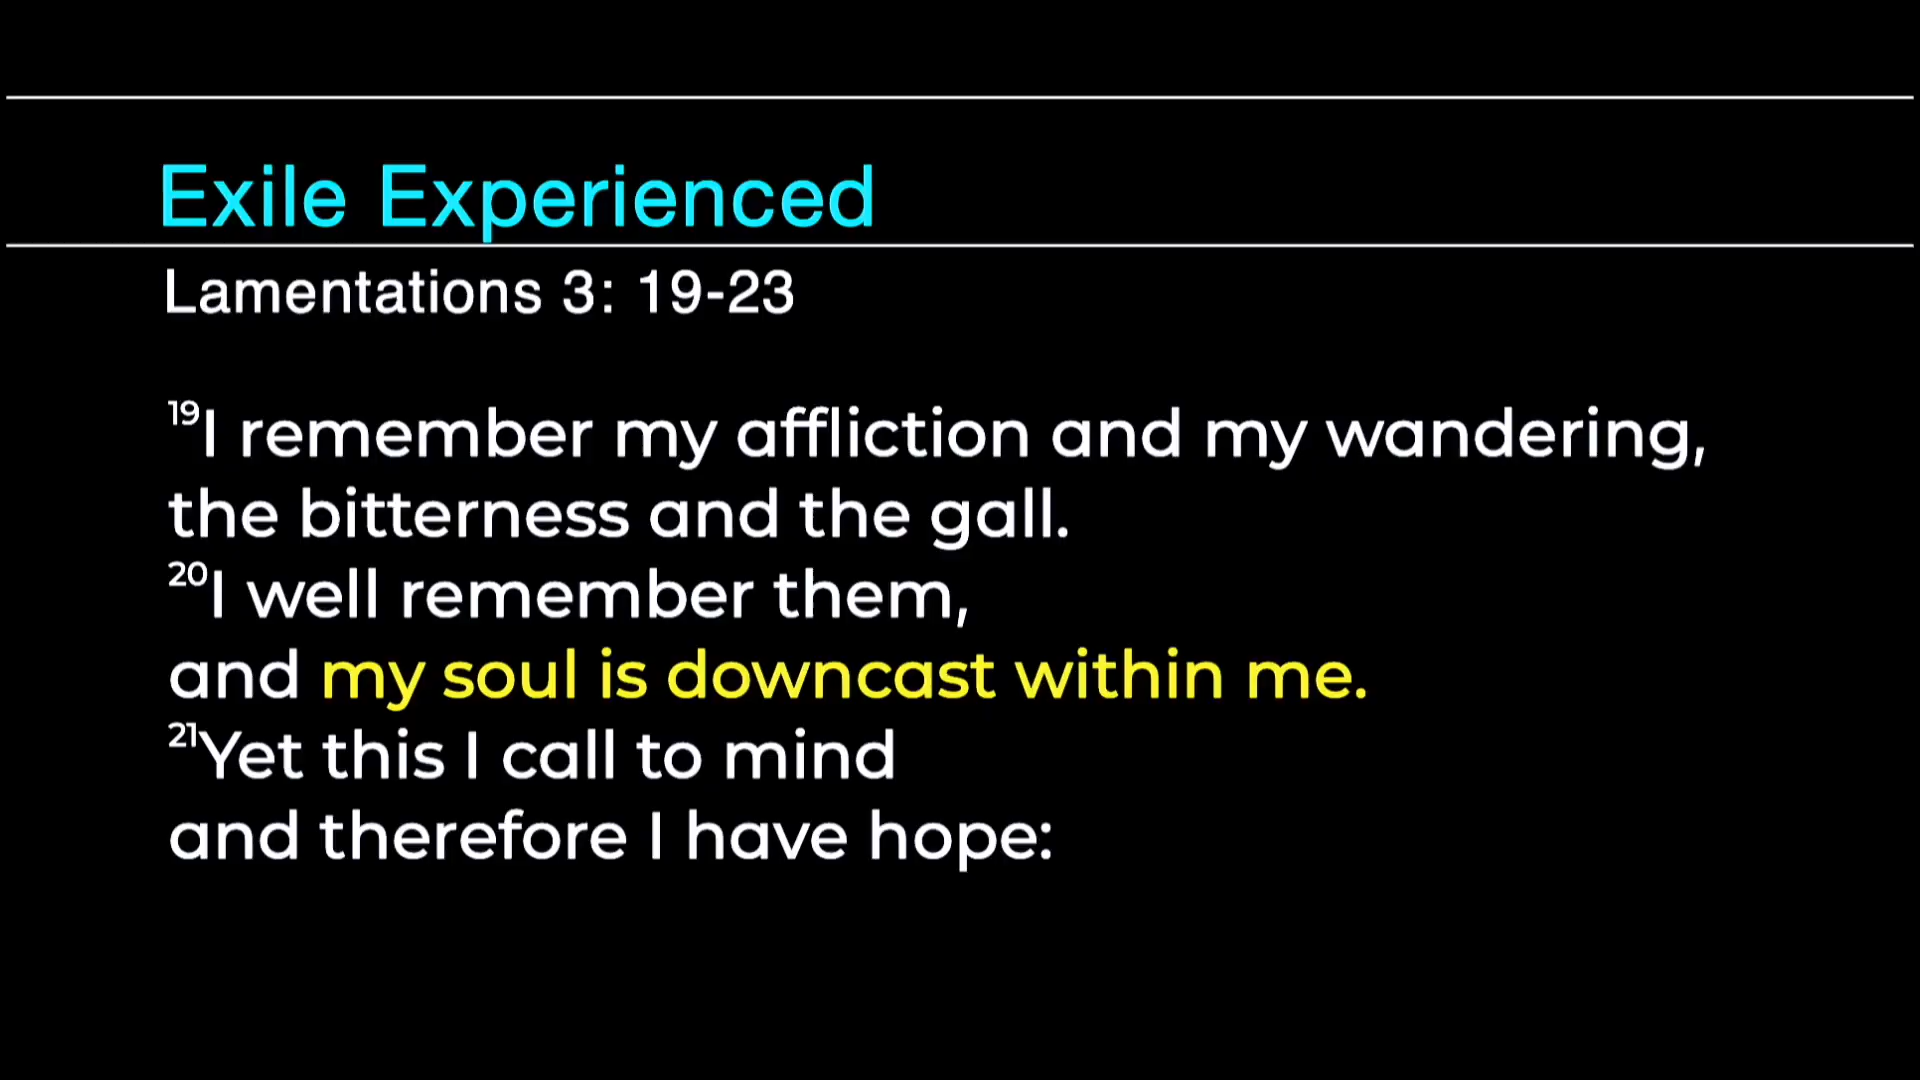 Exile Experienced
Lamentations 3: 19-23
19I remember my affliction and my wandering,
the bitterness and the gall.
20I well remember them,
and my soul is downcast within me.
21Yet this I call to mind
and therefore I have hope: